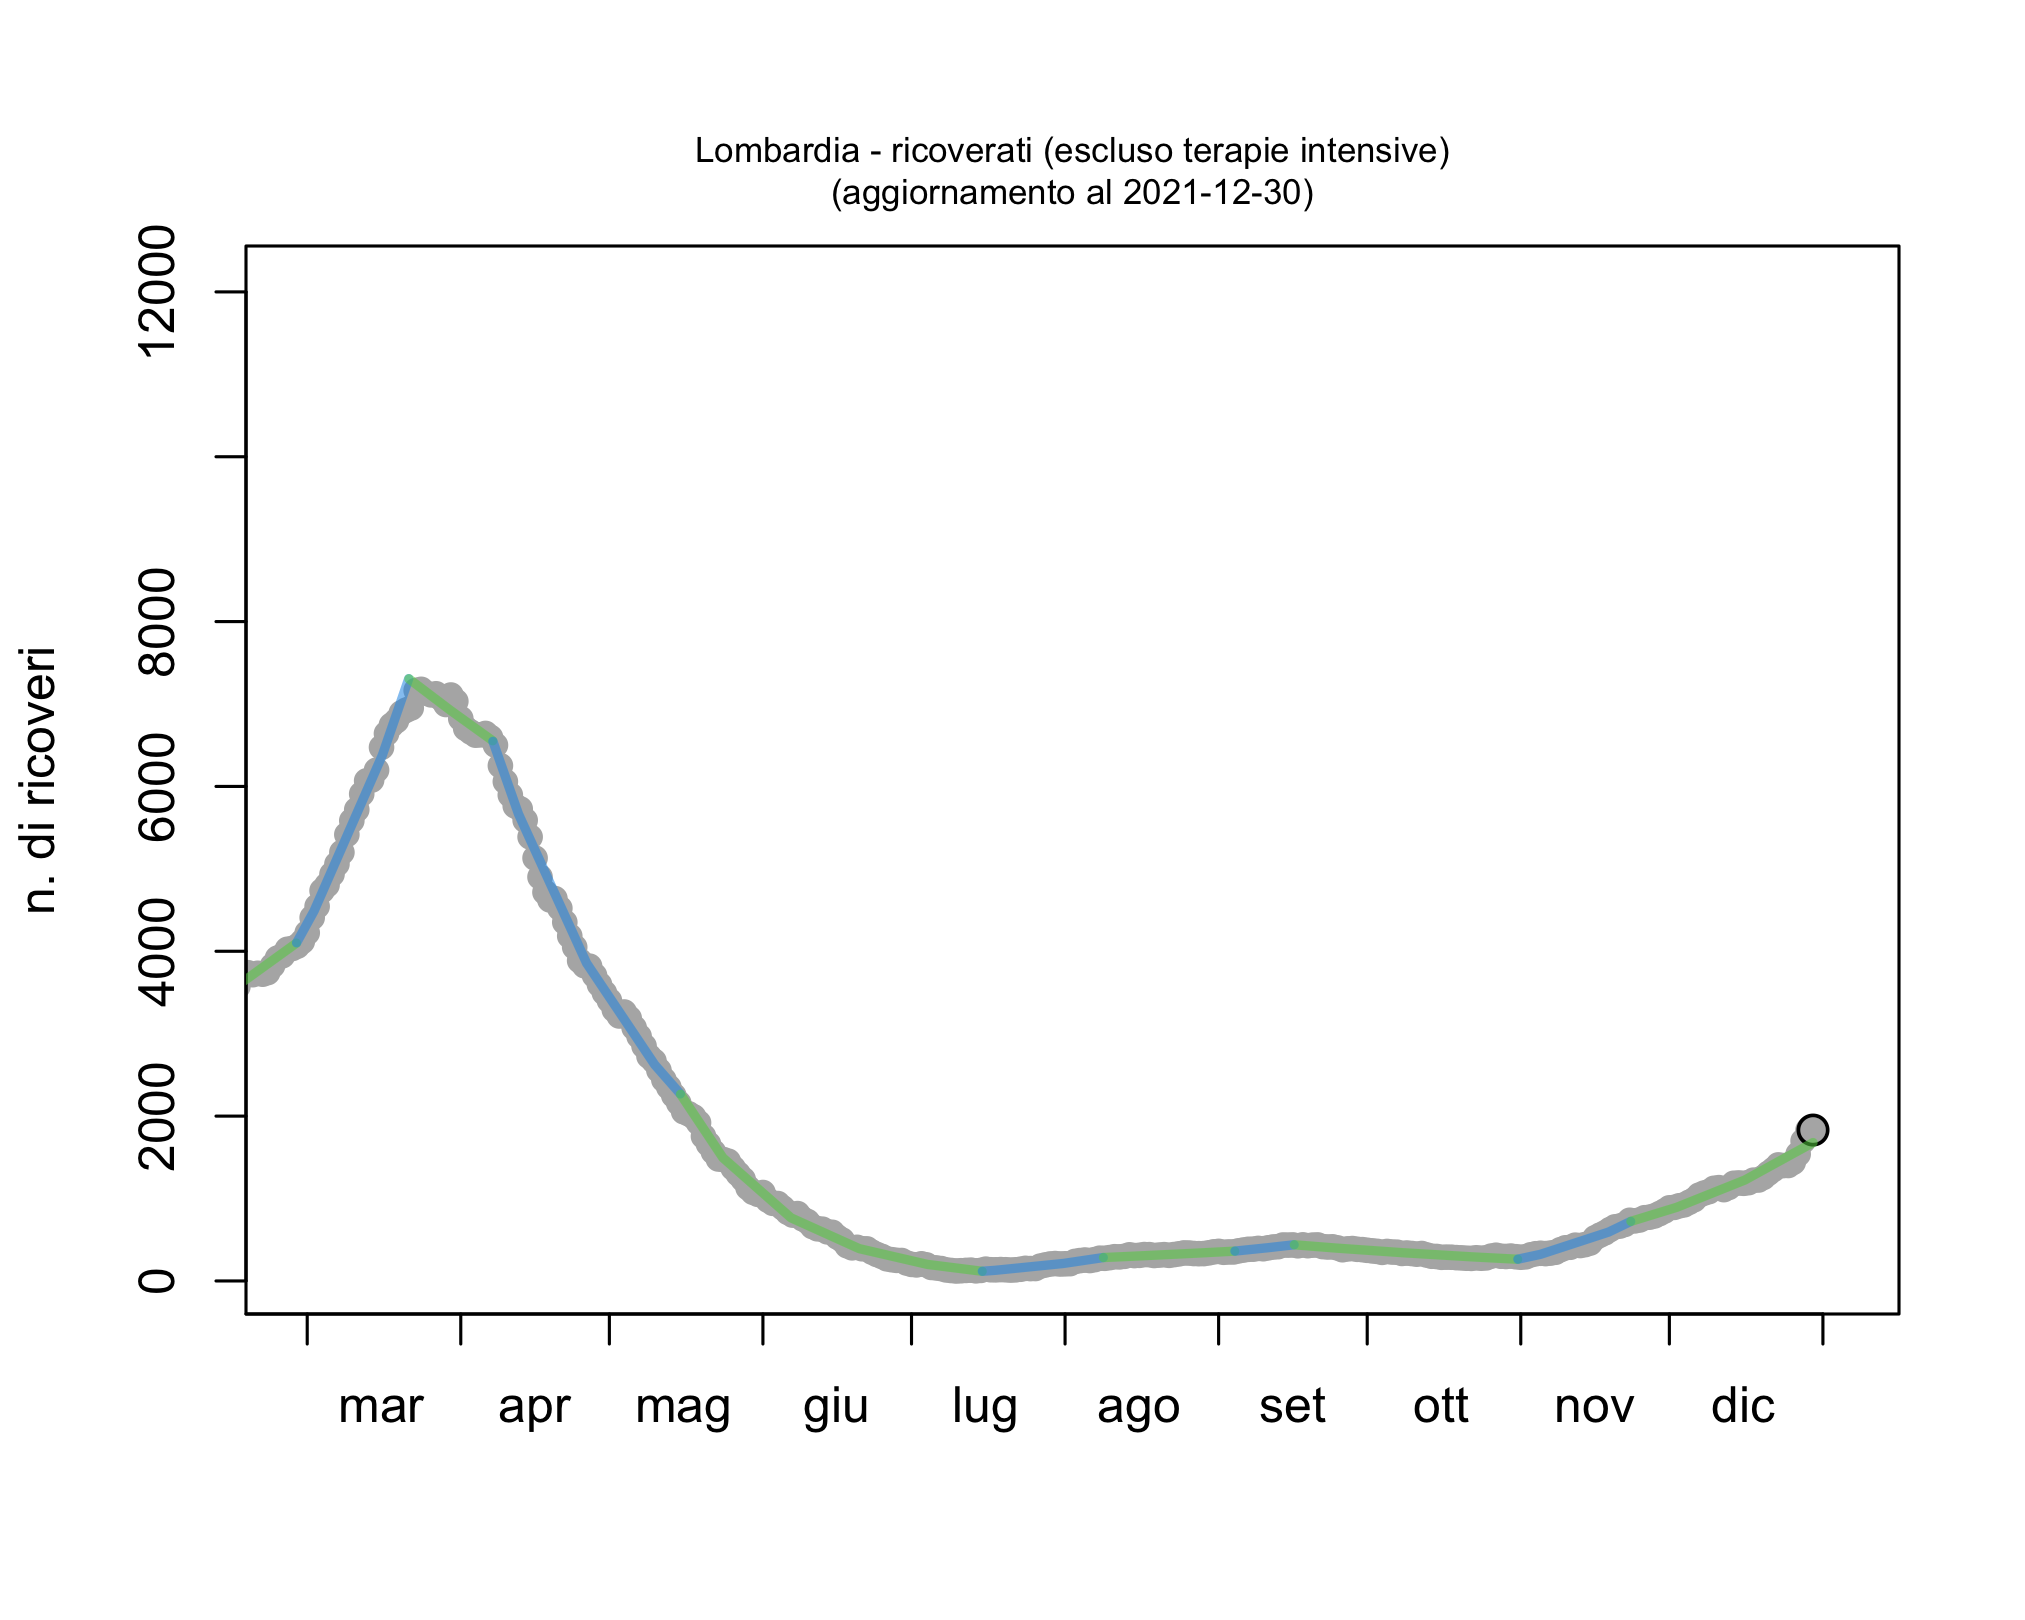 Lombardia - ricoverati (escluso terapie intensive)
(aggiornamento al 2021-12-30)
n. di ricoveri
12000
8000
6000
4000
2000
0
mar apr mag giu lug ago set ott nov dic